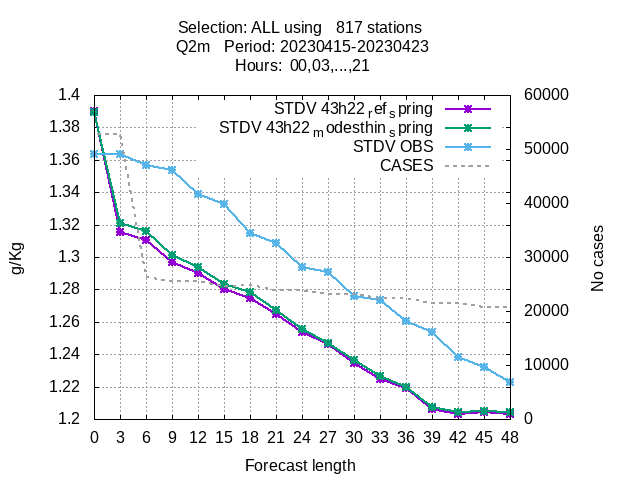 Selection: ALL using   817 stations
Q2m   Period: 20230415-20230423
Hours: 00,03,...,21
STDV 43h22 ref spring
STDV 43h22 modesthin spring
STDV OBS
CASES
1.4
1.38
1.36
1.34
1.32
1.3
1.28
1.26
1.24
1.22
1.2
g/Kg
60000
50000
40000
30000
20000
10000
0
No cases
0 3 6 9 12 15 18 21 24 27 30 33 36 39 42 45 48
Forecast length